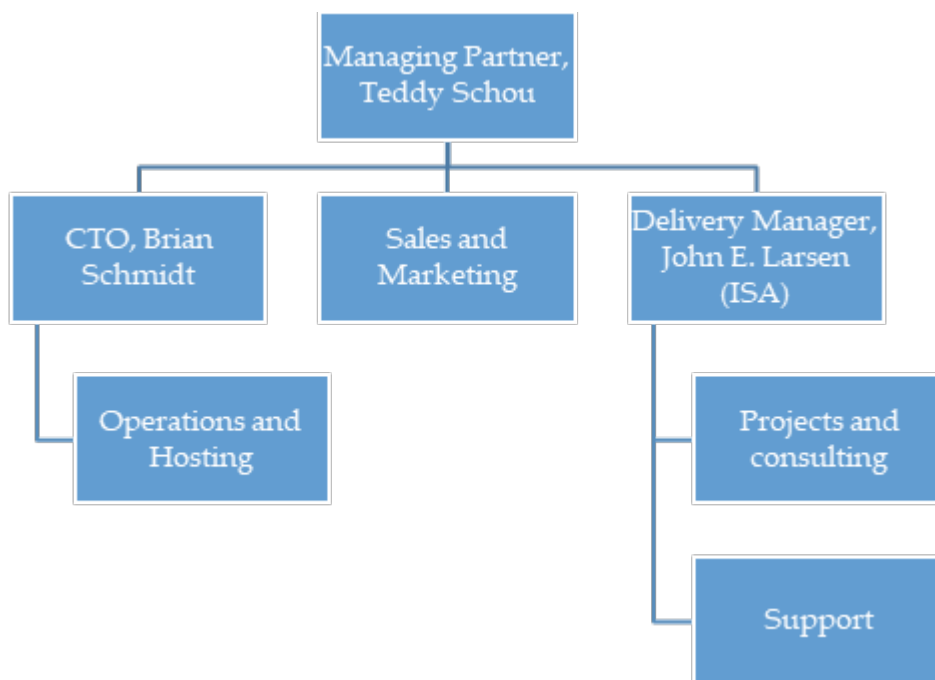 Managing Partner,
Teddy Schou
CTO, Brian
Schmidt
Sales and
Marketing
Delivery Manager,
John E. Larsen
(ISA)
Operations and
Hosting
Projects and
consulting
Support